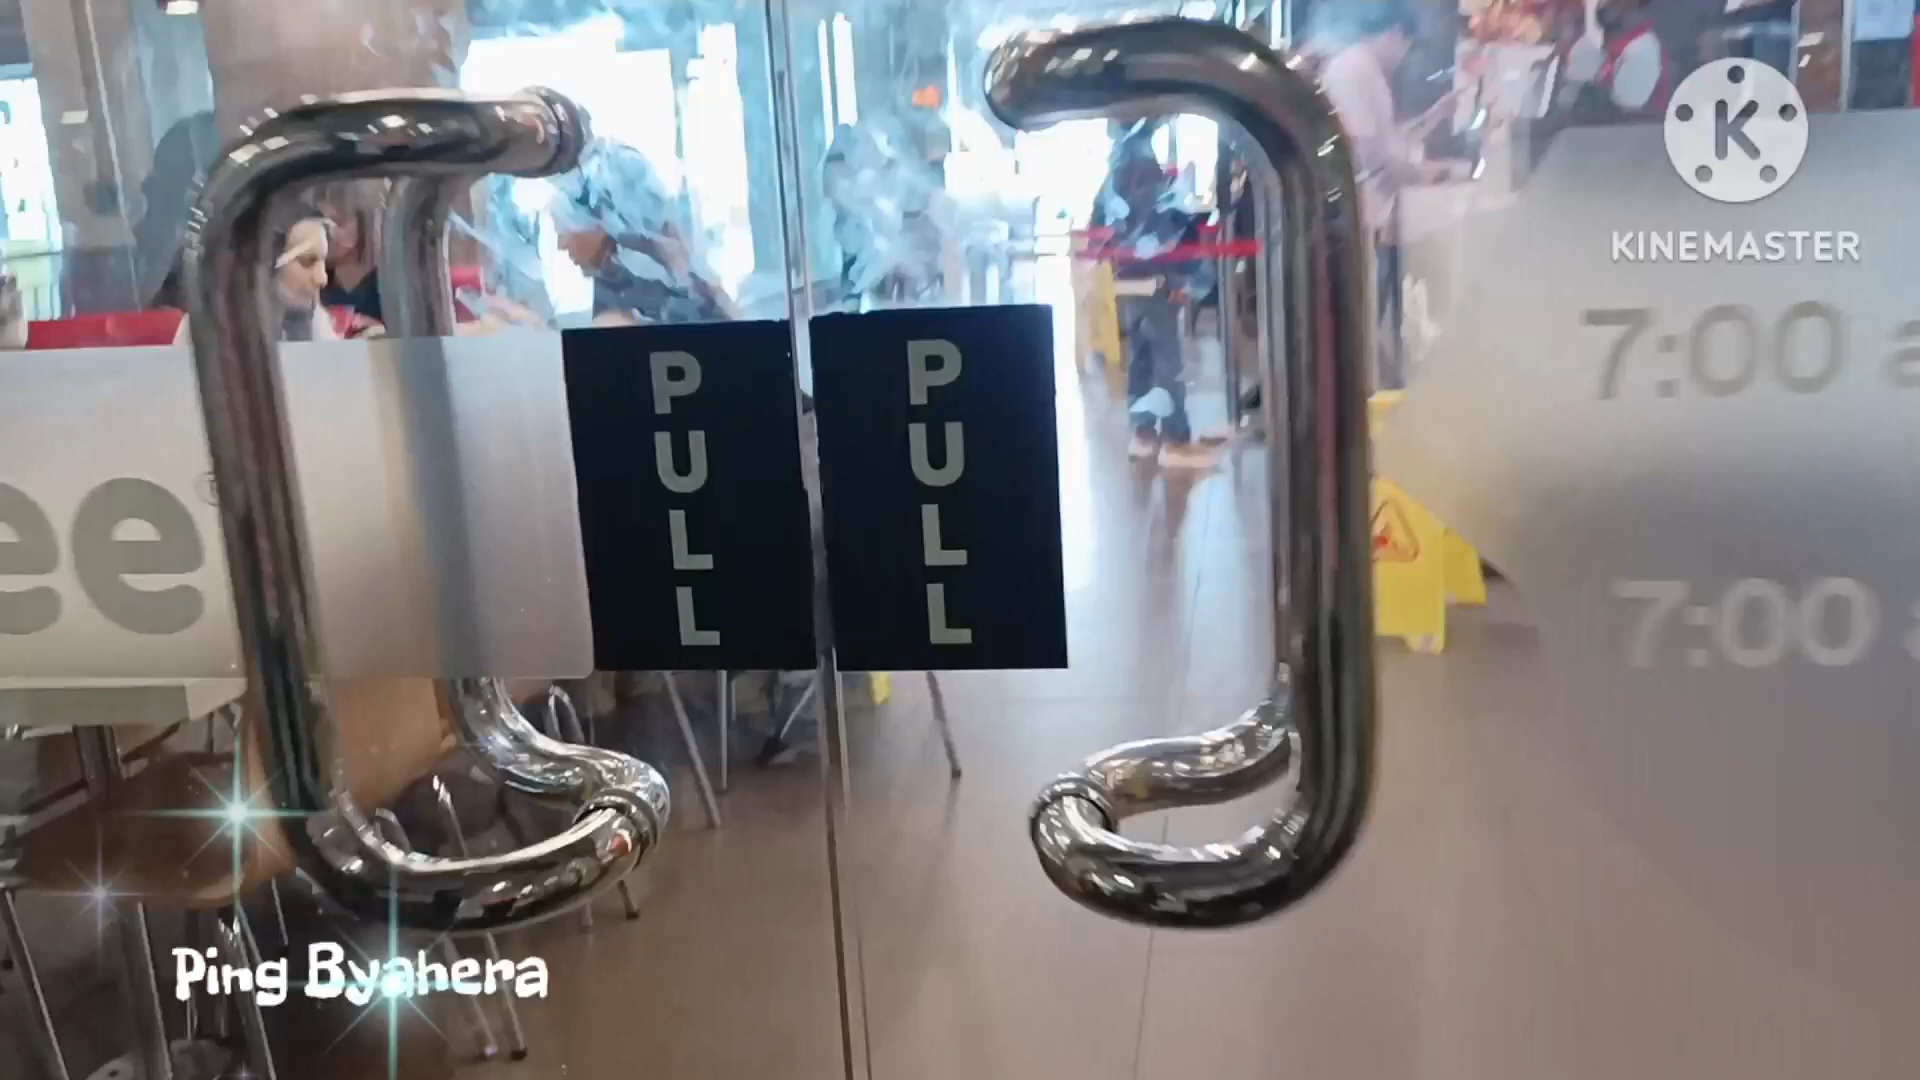 K
KINEMASTER
7:00 a
ee
PULL
PULL
7:00 a
Ping Byahera